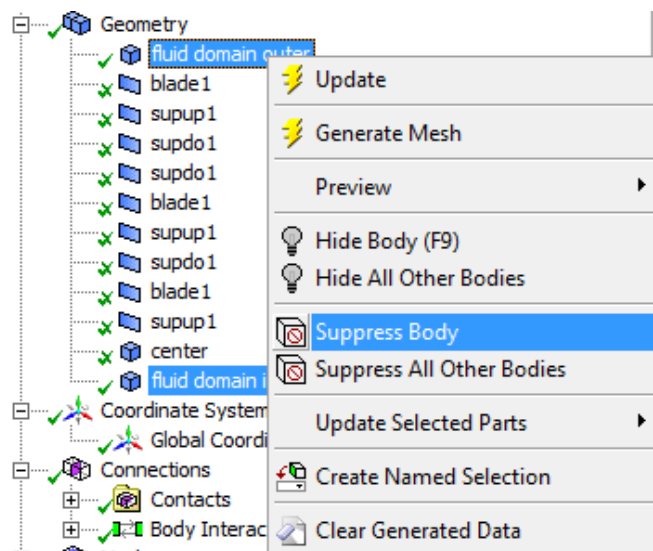 Geometry
fluid domain outer
blade1
supup1
supdo1
supdo1
blade1
supup1
supdo1
blade1
supup1
center
fluid domain i
Coordinate System
Global Coordi
Connections
Contacts
Body Interac
Update
Generate Mesh
Preview
Hide Body (F9)
Hide All Other Bodies
Suppress Body
Suppress All Other Bodies
Update Selected Parts
Create Named Selection
Clear Generated Data